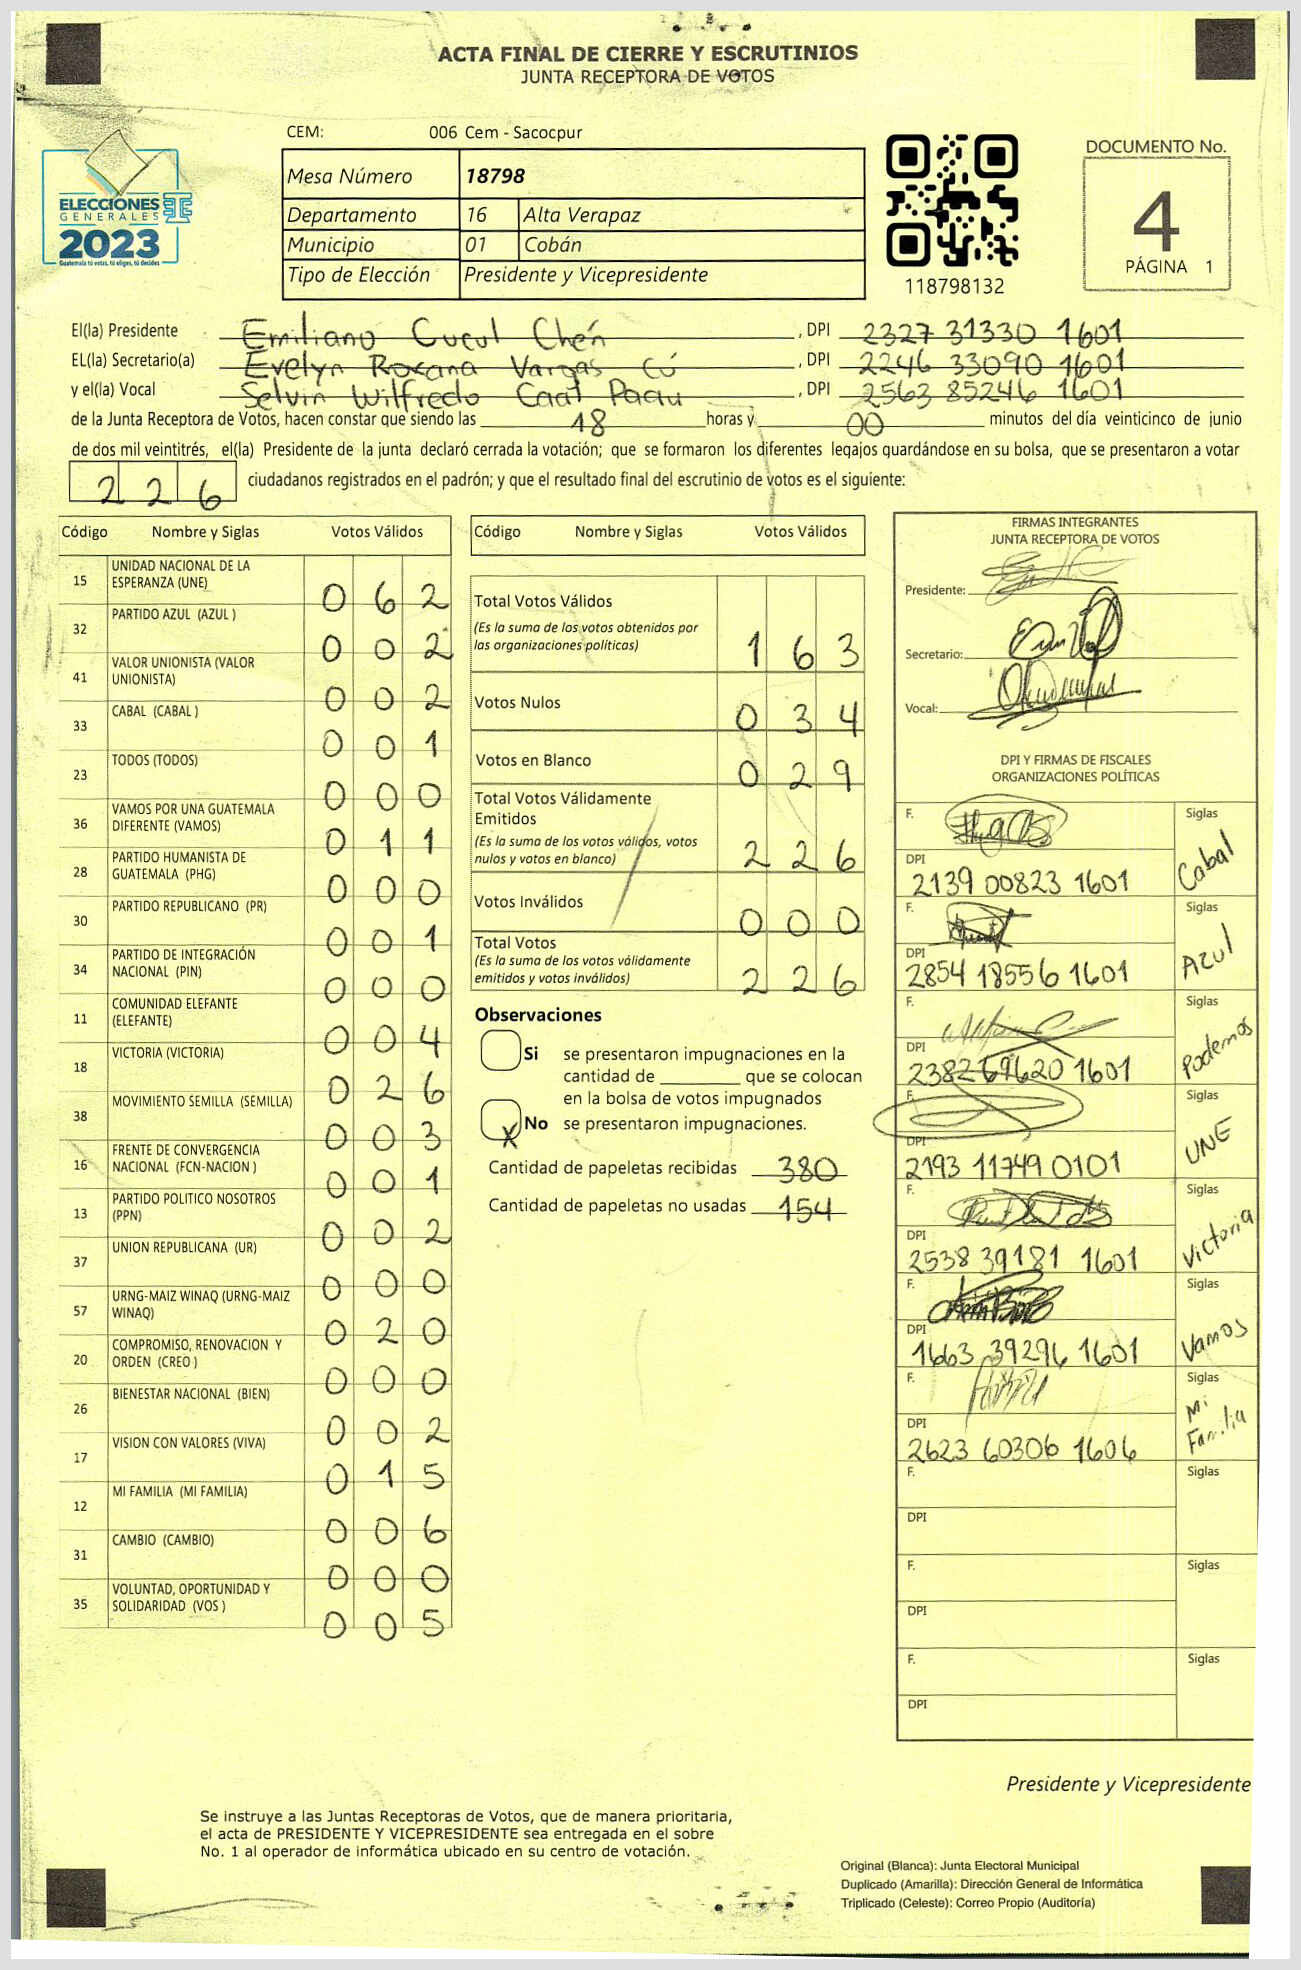 ACTA FINAL DE CIERRE Y ESCRUTINIOS
JUNTA RECEPTORA DE VOTOS
CEM: 006 Cem - Sacocpur
ELECCIONES
GENERALES
2023
Guatemala tú votas, tú eliges, tú decides
Mesa Número 18798
Departamento 16 Alta Verapaz
Municipio 01 Cobán
Tipo de Elección Presidente y Vicepresidente
118798132
DOCUMENTO No.
4
PÁGINA 1
El(la) Presidente Emiliano Cucul Chén, DPI 2327 31330 1601
EL(la) Secretario(a) Evelyn Roxana Vargas Cú, DPI 2246 33090 1601
y el(la) Vocal Selvin Wilfredo Caal Paau, DPI 2563 85246 1601
de la Junta Receptora de Votos, hacen constar que siendo las 18 horas y 00 minutos del día veinticinco de junio
de dos mil veintitrés, el(la) Presidente de la junta declaró cerrada la votación; que se formaron los diferentes legajos guardándose en su bolsa, que se presentaron a votar
226 ciudadanos registrados en el padrón; y que el resultado final del escrutinio de votos es el siguiente:
Código Nombre y Siglas Votos Válidos
15 UNIDAD NACIONAL DE LA ESPERANZA (UNE) 062
32 PARTIDO AZUL (AZUL ) 002
41 VALOR UNIONISTA (VALOR UNIONISTA) 002
33 CABAL (CABAL ) 001
23 TODOS (TODOS) 000
36 VAMOS POR UNA GUATEMALA DIFERENTE (VAMOS) 011
28 PARTIDO HUMANISTA DE GUATEMALA (PHG) 000
30 PARTIDO REPUBLICANO (PR) 001
34 PARTIDO DE INTEGRACIÓN NACIONAL (PIN) 000
11 COMUNIDAD ELEFANTE (ELEFANTE) 004
18 VICTORIA (VICTORIA) 026
38 MOVIMIENTO SEMILLA (SEMILLA) 003
16 FRENTE DE CONVERGENCIA NACIONAL (FCN-NACION ) 001
13 PARTIDO POLITICO NOSOTROS (PPN) 002
37 UNION REPUBLICANA (UR) 000
57 URNG-MAIZ WINAQ (URNG-MAIZ WINAQ) 020
20 COMPROMISO, RENOVACION Y ORDEN (CREO ) 000
26 BIENESTAR NACIONAL (BIEN) 002
17 VISION CON VALORES (VIVA) 015
12 MI FAMILIA (MI FAMILIA) 006
31 CAMBIO (CAMBIO) 000
35 VOLUNTAD, OPORTUNIDAD Y SOLIDARIDAD (VOS ) 005
Código Nombre y Siglas Votos Válidos
Total Votos Válidos
(Es la suma de los votos obtenidos por
las organizaciones políticas) 163
Votos Nulos 034
Votos en Blanco 029
Total Votos Válidamente
Emitidos
(Es la suma de los votos válidos, votos
nulos y votos en blanco) 226
Votos Inválidos 000
Total Votos
(Es la suma de los votos válidamente
emitidos y votos inválidos) 226
Observaciones
Si se presentaron impugnaciones en la
cantidad de ________ que se colocan
en la bolsa de votos impugnados
X No se presentaron impugnaciones.
Cantidad de papeletas recibidas 380
Cantidad de papeletas no usadas 154
FIRMAS INTEGRANTES
JUNTA RECEPTORA DE VOTOS
Presidente:
Secretario:
Vocal:
DPI Y FIRMAS DE FISCALES
ORGANIZACIONES POLÍTICAS
F. Siglas
DPI 2139 00823 1601 Cabal
F. Siglas
DPI 2854 18556 1601 Azul
F. Siglas
DPI 2382 69620 1601 Podemos
F. Siglas
DPI 2193 11749 0101 UNE
F. Siglas
DPI 2538 39181 1601 Victoria
F. Siglas
DPI 1663 39296 1601 Vamos
F. Siglas
DPI 2623 60306 1606 Mi Familia
F. Siglas
DPI
F. Siglas
DPI
F. Siglas
DPI
Presidente y Vicepresidente
Se instruye a las Juntas Receptoras de Votos, que de manera prioritaria,
el acta de PRESIDENTE Y VICEPRESIDENTE sea entregada en el sobre
No. 1 al operador de informática ubicado en su centro de votación.
Original (Blanca): Junta Electoral Municipal
Duplicado (Amarilla): Dirección General de Informática
Triplicado (Celeste): Correo Propio (Auditoría)